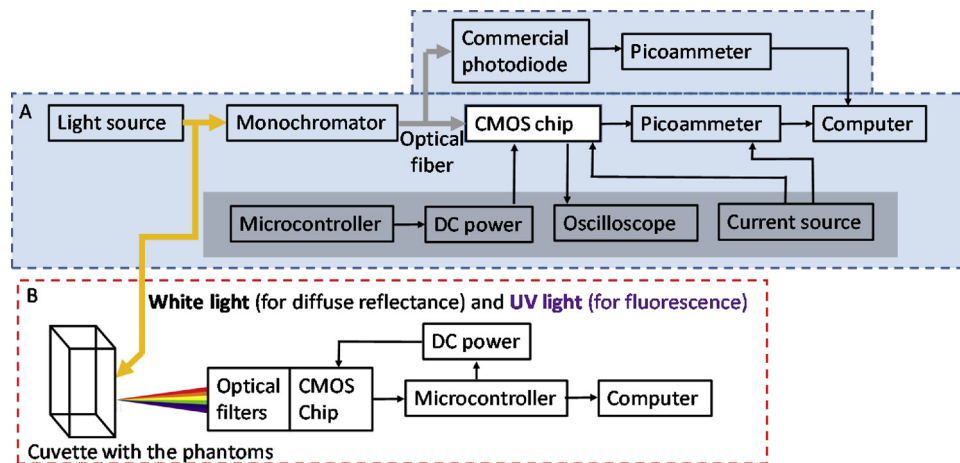 Commercial
photodiode
Picoammeter
A
Light source
Monochromator
Optical
fiber
CMOS chip
Picoammeter
Computer
Microcontroller
DC power
Oscilloscope
Current source
B
White light (for diffuse reflectance) and UV light (for fluorescence)
DC power
Optical
filters
CMOS
Chip
Microcontroller
Computer
Cuvette with the phantoms